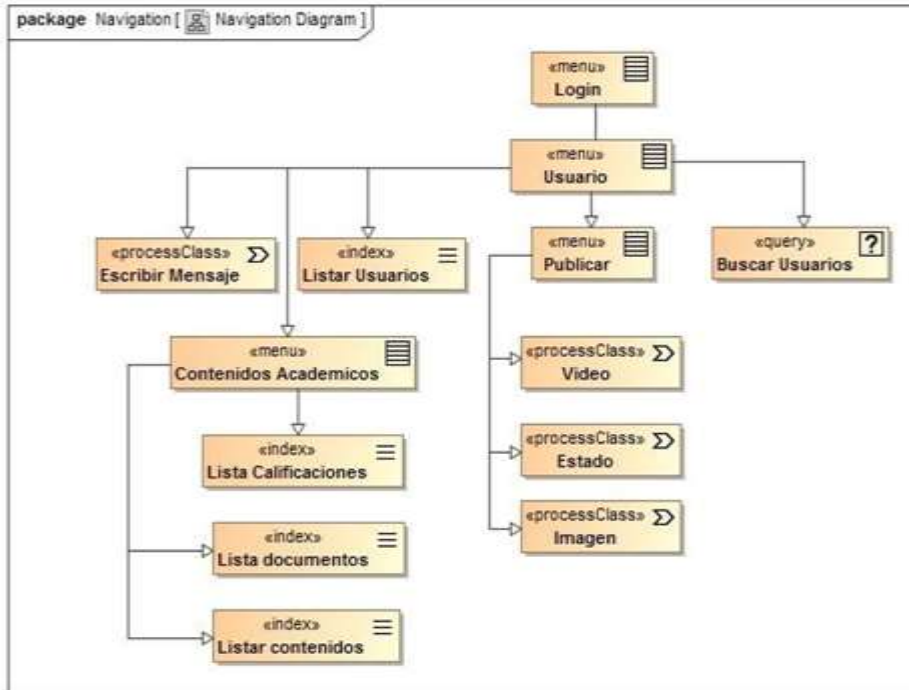 package Navigation [ Navigation Diagram ]
«menu»
Login
«menu»
Usuario
«processClass»
Escribir Mensaje
«index»
Listar Usuarios
«menu»
Publicar
«query»
Buscar Usuarios
?
«menu»
Contenidos Academicos
«processClass»
Video
«index»
Lista Calificaciones
«processClass»
Estado
«index»
Lista documentos
«processClass»
Imagen
«index»
Listar contenidos